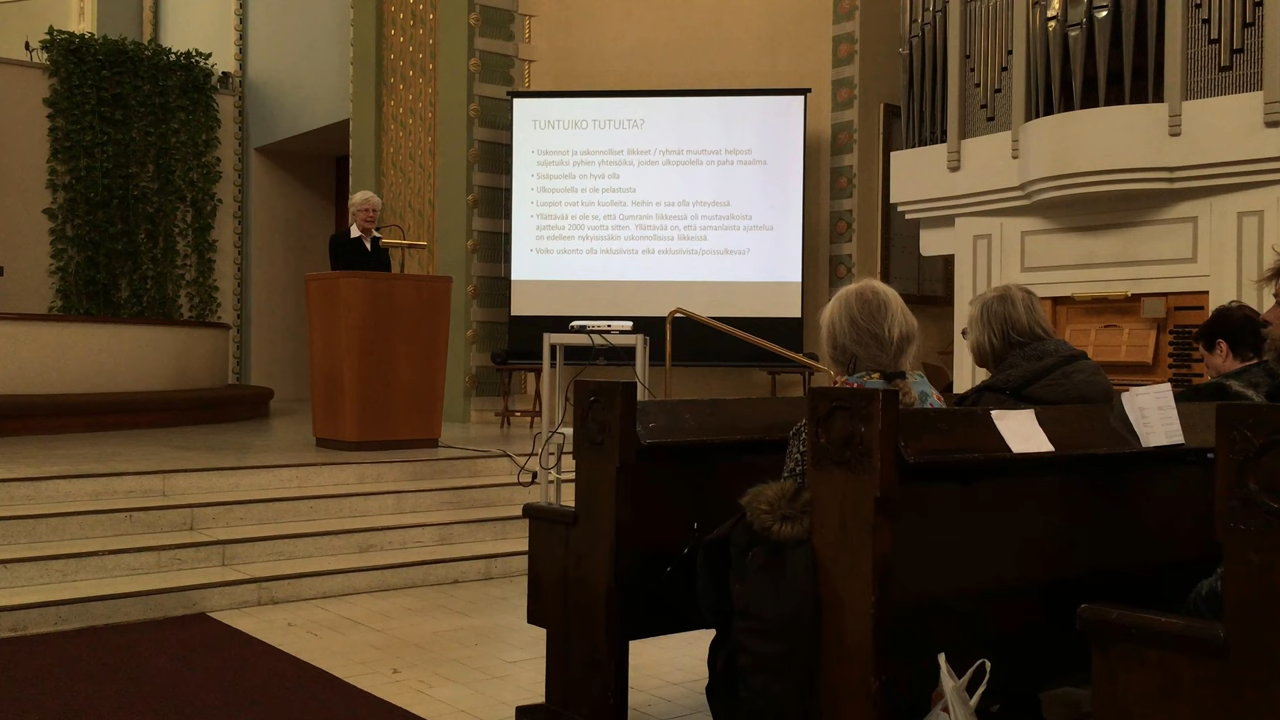 TUNTUIKO TUTULTA?
• Uskonnot ja uskonnolliset liikkeet / ryhmät muuttuvat helposti
suljetuiksi pyhien yhteisöiksi, joiden ulkopuolella on paha maailma.
• Sisäpuolella on hyvä olla
• Ulkopuolella ei ole pelastusta
• Luopiot ovat kuin kuolleita. Heihin ei saa olla yhteydessä.
• Yllättävää ei ole se, että Qumranin liikkeessä oli mustavalkoista
ajattelua 2000 vuotta sitten. Yllättävää on, että samanlaista ajattelua
on edelleen nykyisissäkin uskonnollisissa liikkeissä.
• Voiko uskonto olla inklusiivista eikä exklusiivista/poissulkevaa?